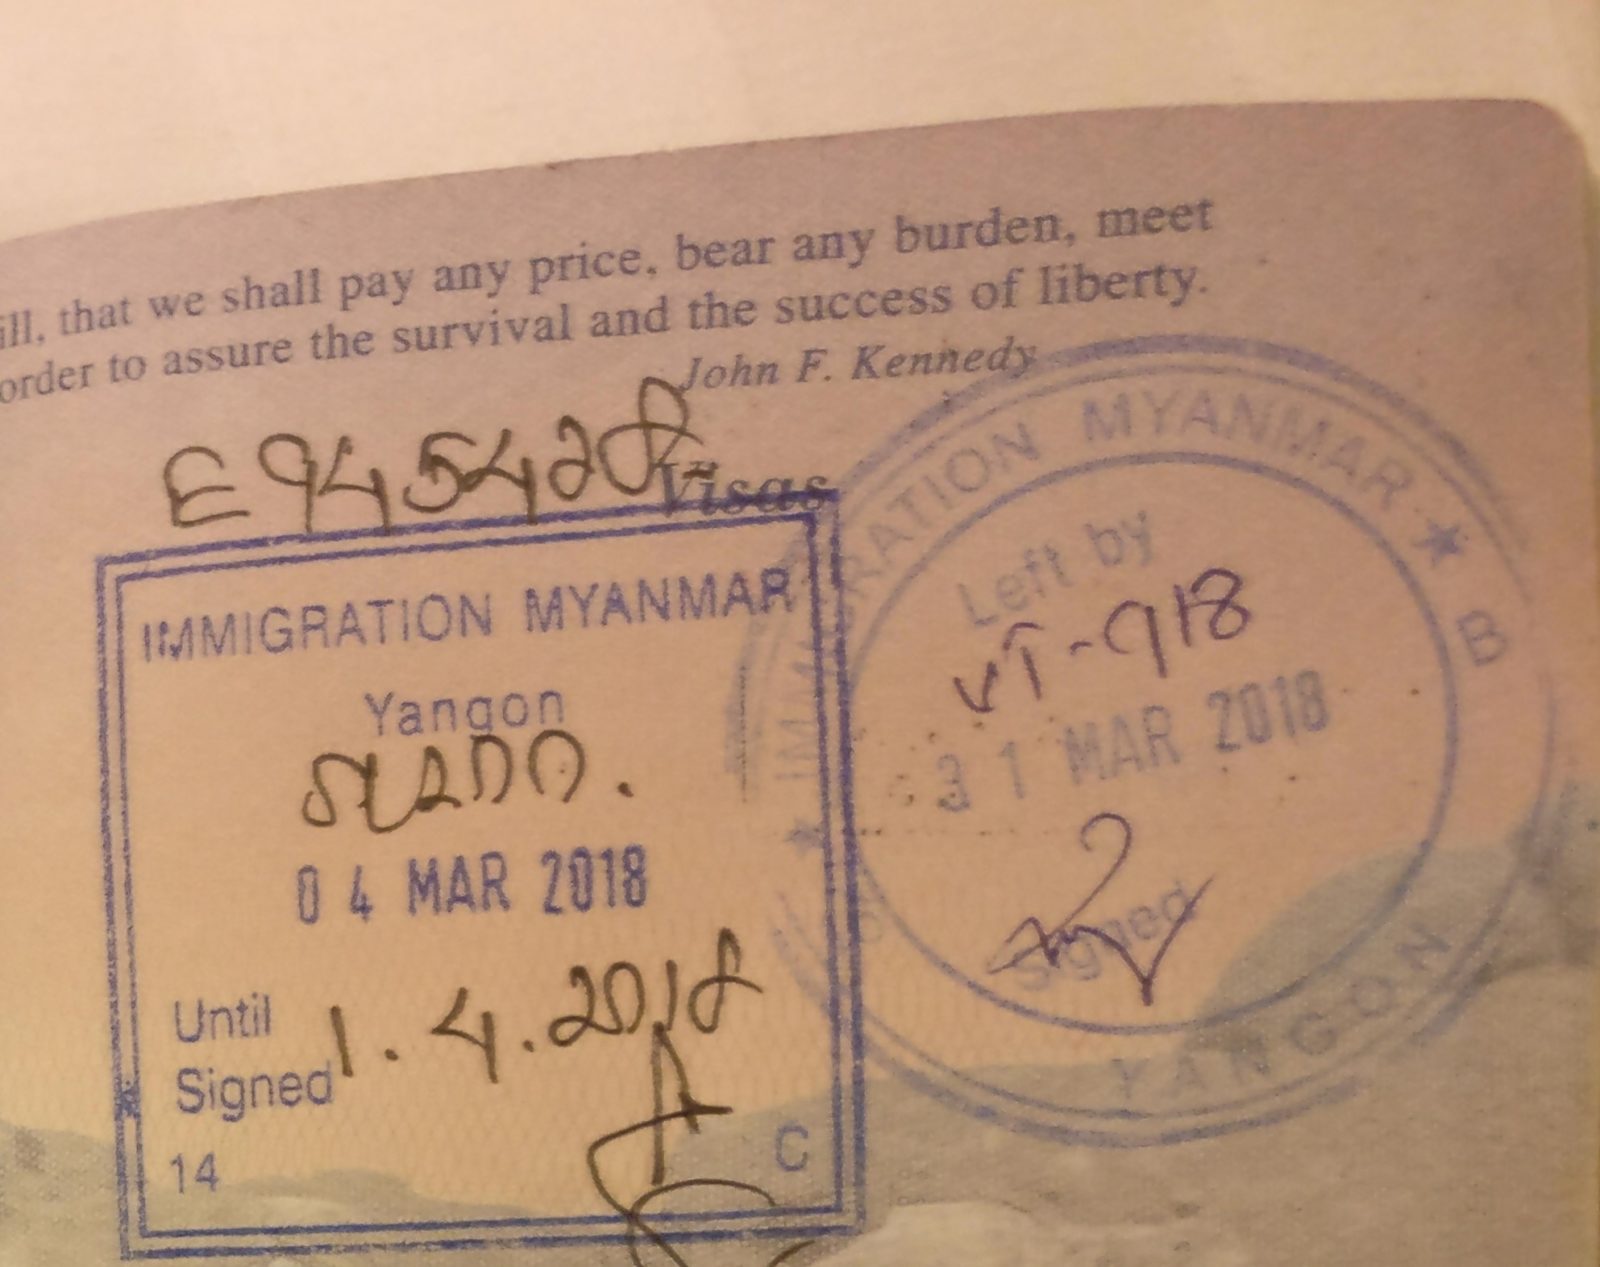 ill, that we shall pay any price, bear any burden, meet
order to assure the survival and the success of liberty.
John F. Kennedy
Visas
E945428
IMMIGRATION MYANMAR
Yangon
04 MAR 2018
Until 1.4.2018
Signed
14 C
IMMIGRATION MYANMAR ★ B
Left by
VT-918
31 MAR 2018
Signed
YANGON